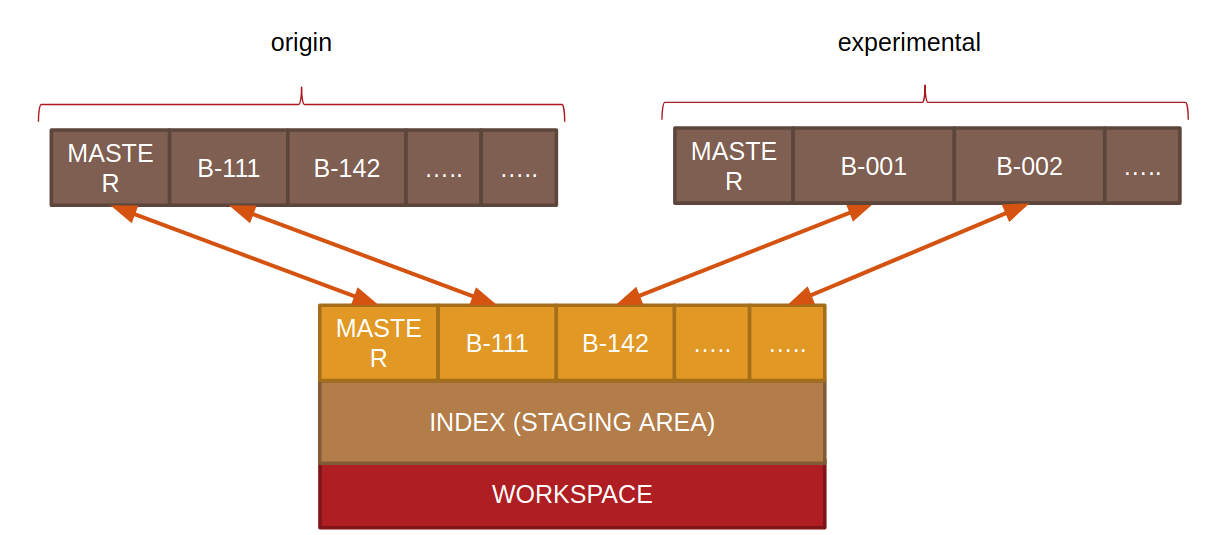 origin
experimental
MASTE
R
B-111
B-142
.....
.....
MASTE
R
B-001
B-002
.....
MASTE
R
B-111
B-142
.....
.....
INDEX (STAGING AREA)
WORKSPACE